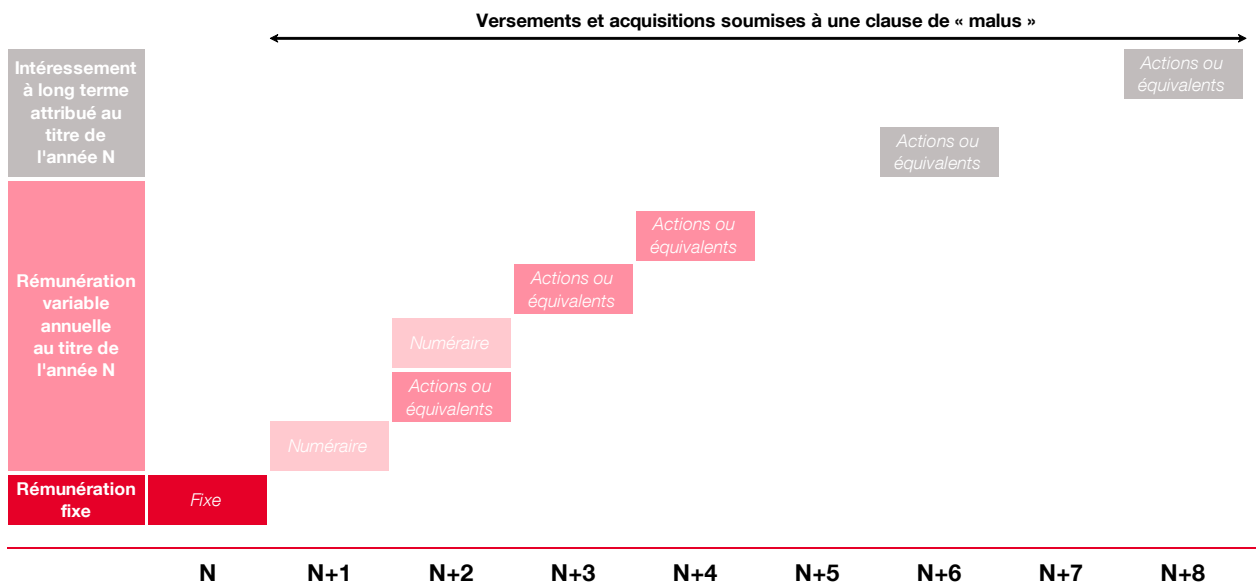 Versements et acquisitions soumises à une clause de « malus »
Intéressement
à long terme
attribué au
titre de
l'année N
Actions ou
équivalents
Actions ou
équivalents
Rémunération
variable
annuelle
au titre de
l'année N
Actions ou
équivalents
Actions ou
équivalents
Numéraire
Actions ou
équivalents
Numéraire
Rémunération
fixe
Fixe
N N+1 N+2 N+3 N+4 N+5 N+6 N+7 N+8